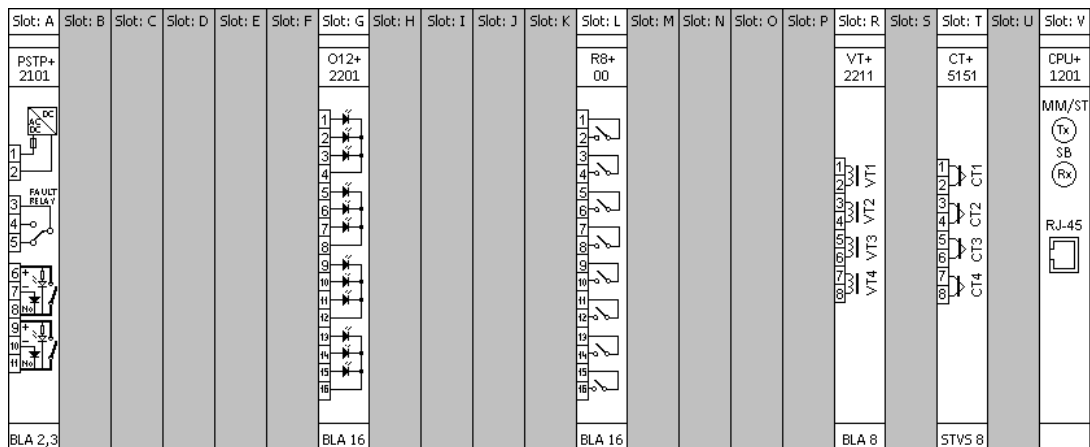 Slot: A Slot: B Slot: C Slot: D Slot: E Slot: F Slot: G Slot: H Slot: I Slot: J Slot: K Slot: L Slot: M Slot: N Slot: O Slot: P Slot: R Slot: S Slot: T Slot: U Slot: V
PSTP+
2101
DC
AC
DC
1
2
FAULT
RELAY
3
4
5
6 +
7 -
8 No
9 +
10 -
11 No
BLA 2,3
O12+
2201
1
2
3
4
5
6
7
8
9
10
11
12
13
14
15
16
BLA 16
R8+
00
1
2
3
4
5
6
7
8
9
10
11
12
13
14
15
16
BLA 16
VT+
2211
1
2
VT1
3
4
VT2
5
6
VT3
7
8
VT4
BLA 8
CT+
5151
1
2
CT1
3
4
CT2
5
6
CT3
7
8
CT4
STVS 8
CPU+
1201
MM/ST
Tx
SB
Rx
RJ-45